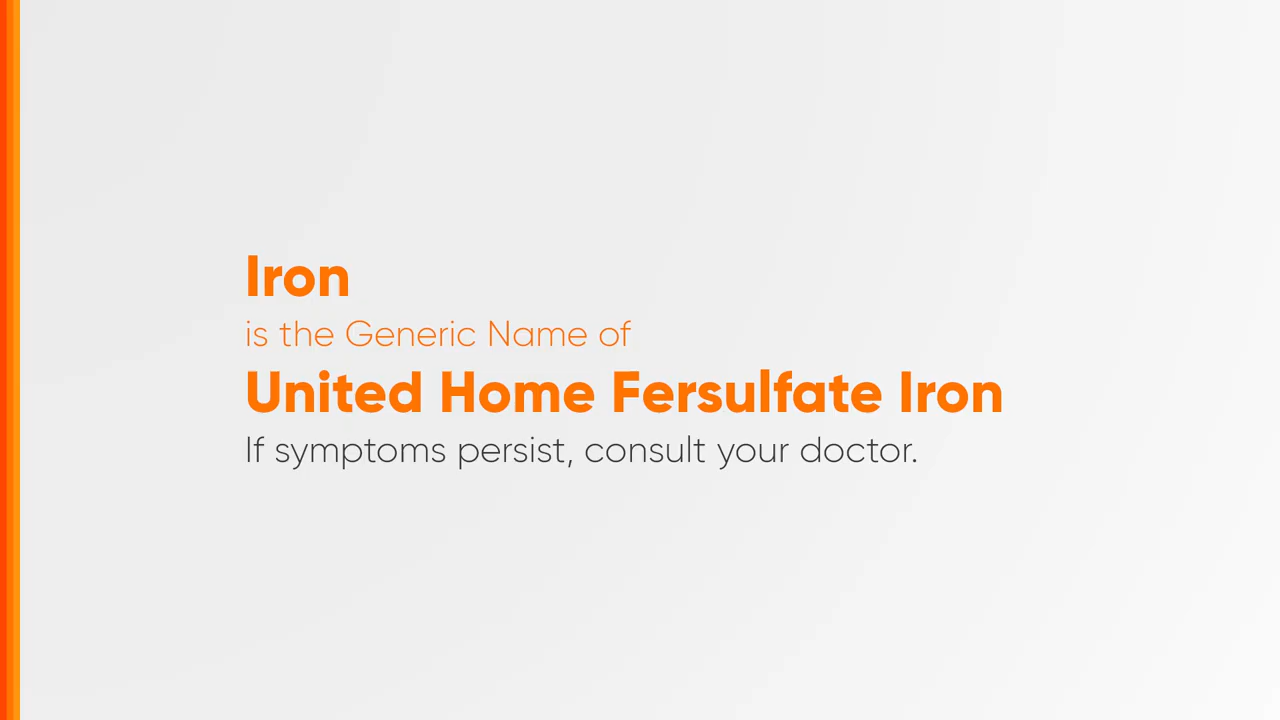 Iron
is the Generic Name of
United Home Fersulfate Iron
If symptoms persist, consult your doctor.